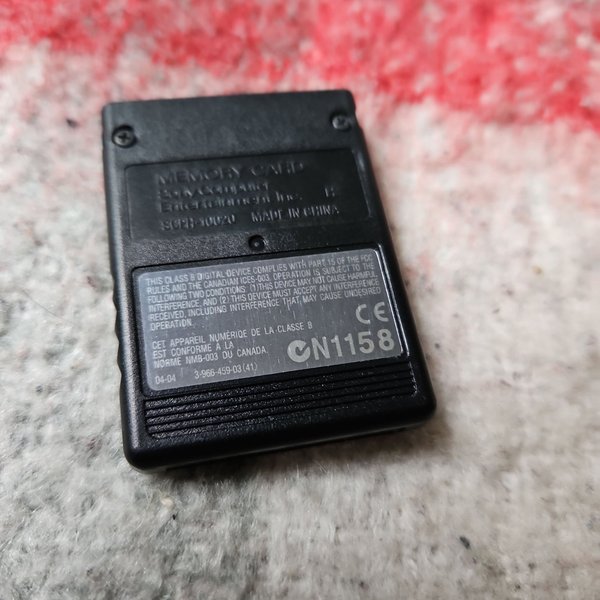 MEMORY CARD
Sony Computer
Entertainment Inc. H
SCPH-10020 MADE IN CHINA
THIS CLASS B DIGITAL DEVICE COMPLIES WITH PART 15 OF THE FCC
RULES AND THE CANADIAN ICES-003. OPERATION IS SUBJECT TO THE
FOLLOWING TWO CONDITIONS: (1)THIS DEVICE MAY NOT CAUSE HARMFUL
INTERFERENCE, AND (2) THIS DEVICE MUST ACCEPT ANY INTERFERENCE
RECEIVED, INCLUDING INTERFERENCE THAT MAY CAUSE UNDESIRED
OPERATION.
CET APPAREIL NUMÉRIQUE DE LA CLASSE B
EST CONFORME À LA
NORME NMB-003 DU CANADA
CE
N1158
04-04 3-966-459-03 (41)